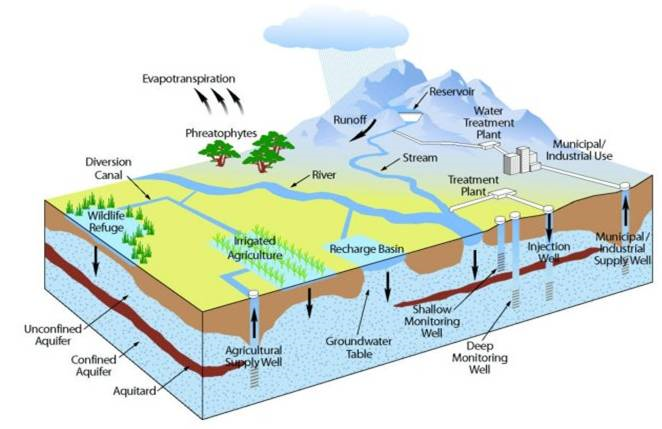 Evapotranspiration
Reservoir
Runoff
Water
Treatment
Plant
Phreatophytes
Municipal/
Industrial Use
Diversion
Canal
Stream
River
Treatment
Plant
Wildlife
Refuge
Irrigated
Agriculture
Recharge Basin
Injection
Well
Municipal/
Industrial
Supply Well
Shallow
Monitoring
Well
Unconfined
Aquifer
Agricultural
Supply Well
Groundwater
Table
Deep
Monitoring
Well
Confined
Aquifer
Aquitard